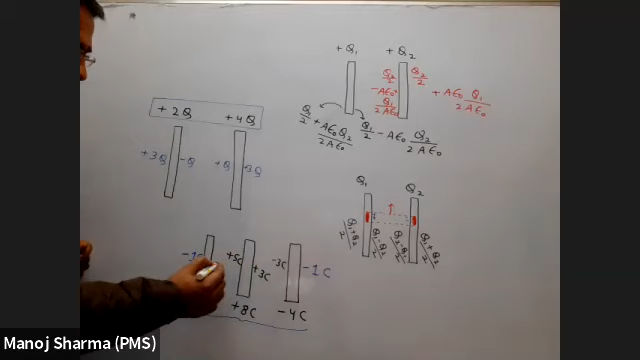 + Q₁ + Q₂
Q₂/2 Q₂/2
- Aε₀ Q₁/2Aε₀ + Aε₀ Q₁/2Aε₀
Q₁/2 + Aε₀Q₂/2Aε₀ Q₁/2 - Aε₀ Q₂/2Aε₀
+ 2Q + 4Q
+3Q -Q +Q 3Q
Q₁ Q₂
Q₁+Q₂/2 Q₁-Q₂/2 Q₂-Q₁/2 Q₁+Q₂/2
+5C +3C -3C -1C
+8C -4C
Manoj Sharma (PMS)